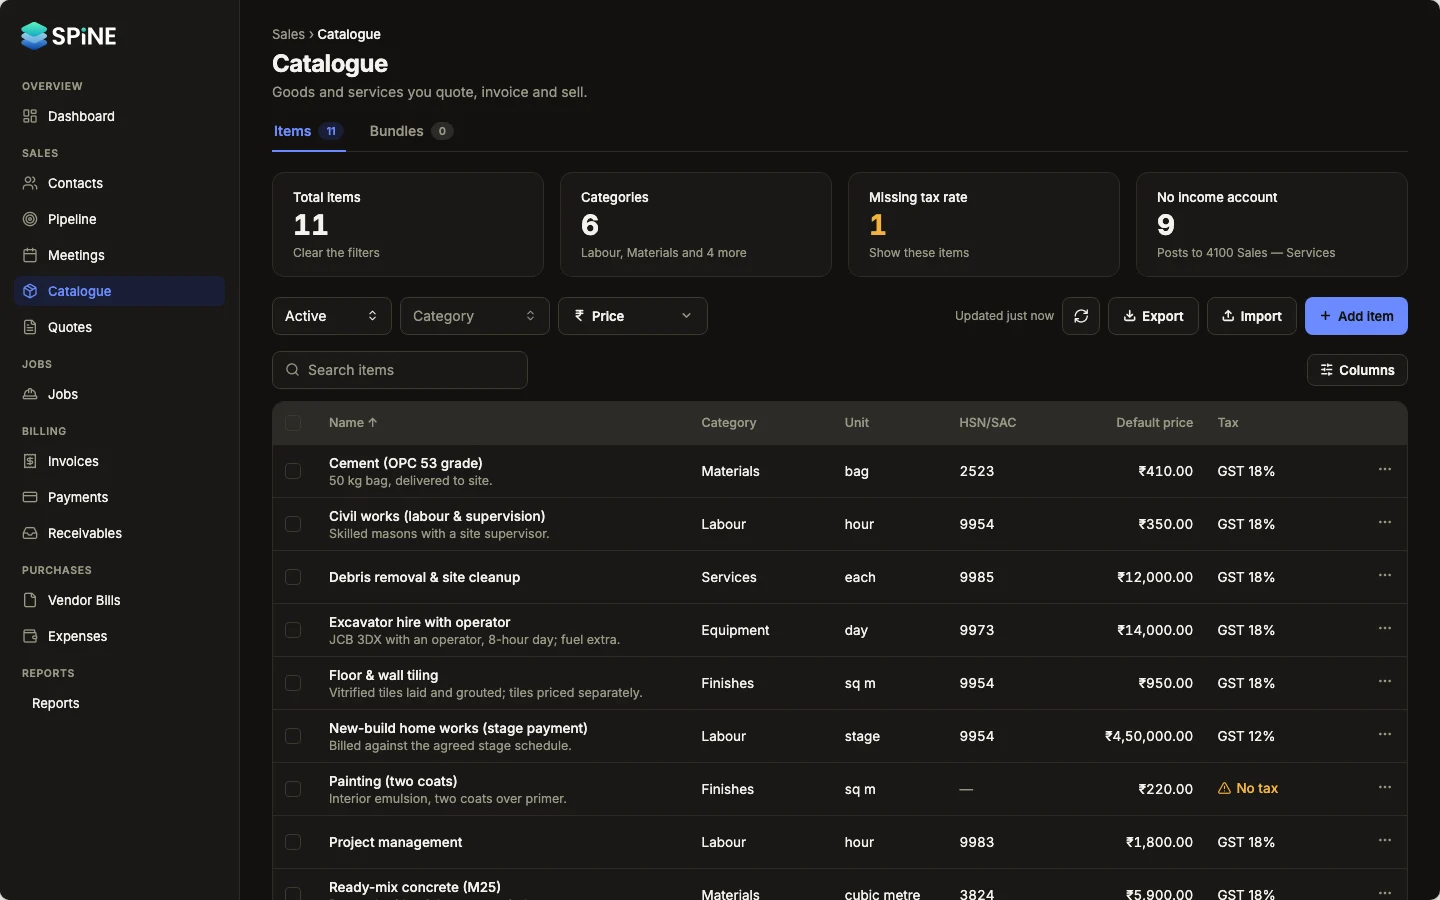 SPiNE
OVERVIEW
Dashboard
SALES
Contacts
Pipeline
Meetings
Catalogue
Quotes
JOBS
Jobs
BILLING
Invoices
Payments
Receivables
PURCHASES
Vendor Bills
Expenses
REPORTS
Reports
Sales › Catalogue
Catalogue
Goods and services you quote, invoice and sell.
Items 11 Bundles 0
Total items
11
Clear the filters
Categories
6
Labour, Materials and 4 more
Missing tax rate
1
Show these items
No income account
9
Posts to 4100 Sales — Services
Active Category ₹ Price Updated just now Export Import + Add item
Search items Columns
Name ↑ Category Unit HSN/SAC Default price Tax
Cement (OPC 53 grade) Materials bag 2523 ₹410.00 GST 18% ···
50 kg bag, delivered to site.
Civil works (labour & supervision) Labour hour 9954 ₹350.00 GST 18% ···
Skilled masons with a site supervisor.
Debris removal & site cleanup Services each 9985 ₹12,000.00 GST 18% ···
Excavator hire with operator Equipment day 9973 ₹14,000.00 GST 18% ···
JCB 3DX with an operator, 8-hour day; fuel extra.
Floor & wall tiling Finishes sq m 9954 ₹950.00 GST 18% ···
Vitrified tiles laid and grouted; tiles priced separately.
New-build home works (stage payment) Labour stage 9954 ₹4,50,000.00 GST 12% ···
Billed against the agreed stage schedule.
Painting (two coats) Finishes sq m — ₹220.00 No tax ···
Interior emulsion, two coats over primer.
Project management Labour hour 9983 ₹1,800.00 GST 18% ···
Ready-mix concrete (M25) Materials cubic metre 3824 ₹5,900.00 GST 18% ···